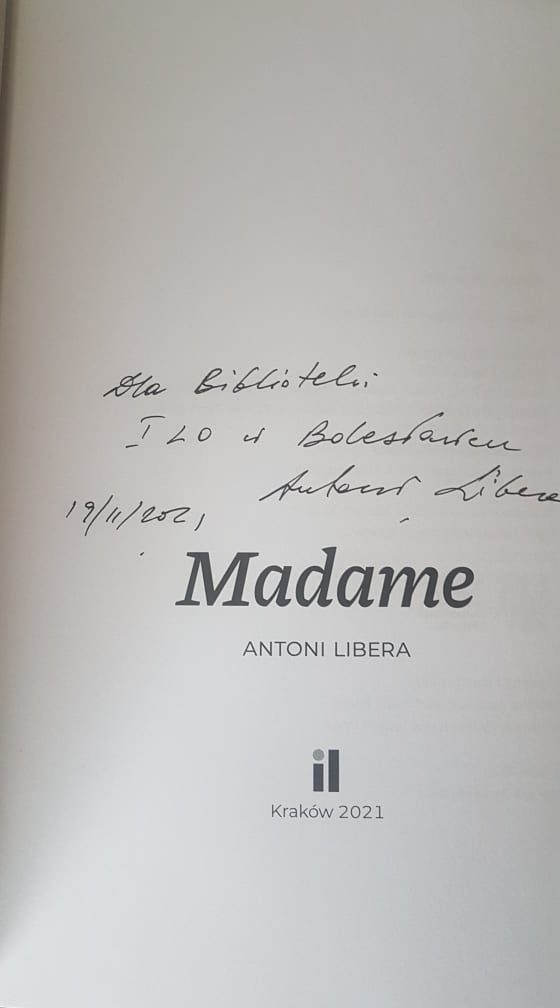 Dla Biblioteki
I LO w Bolesławcu
Antoni Libera
19/11/2021
Madame
ANTONI LIBERA
il
Kraków 2021